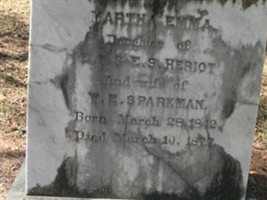 MARTHA EMMA,
Daughter of
E. T. & E. S. HERIOT
And wife of
W. E. SPARKMAN,
Born March 28, 1842,
Died March 10, 1877.